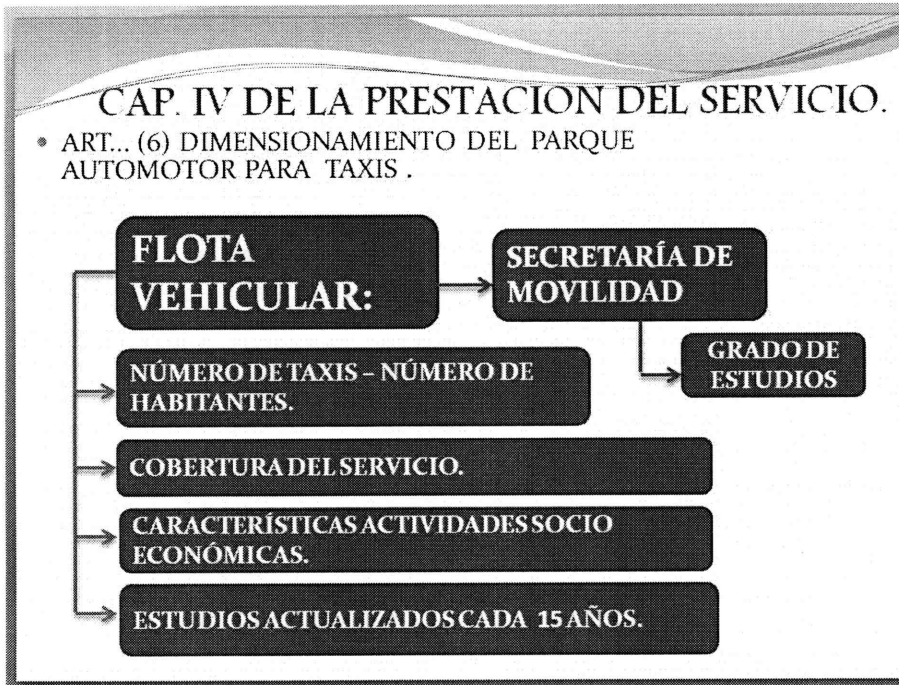 CAP. IV DE LA PRESTACION DEL SERVICIO.
• ART... (6) DIMENSIONAMIENTO DEL PARQUE
AUTOMOTOR PARA TAXIS .
FLOTA
VEHICULAR:
SECRETARÍA DE
MOVILIDAD
GRADO DE
ESTUDIOS
NÚMERO DE TAXIS – NÚMERO DE
HABITANTES.
COBERTURA DEL SERVICIO.
CARACTERÍSTICAS ACTIVIDADES SOCIO
ECONÓMICAS.
ESTUDIOS ACTUALIZADOS CADA 15 AÑOS.